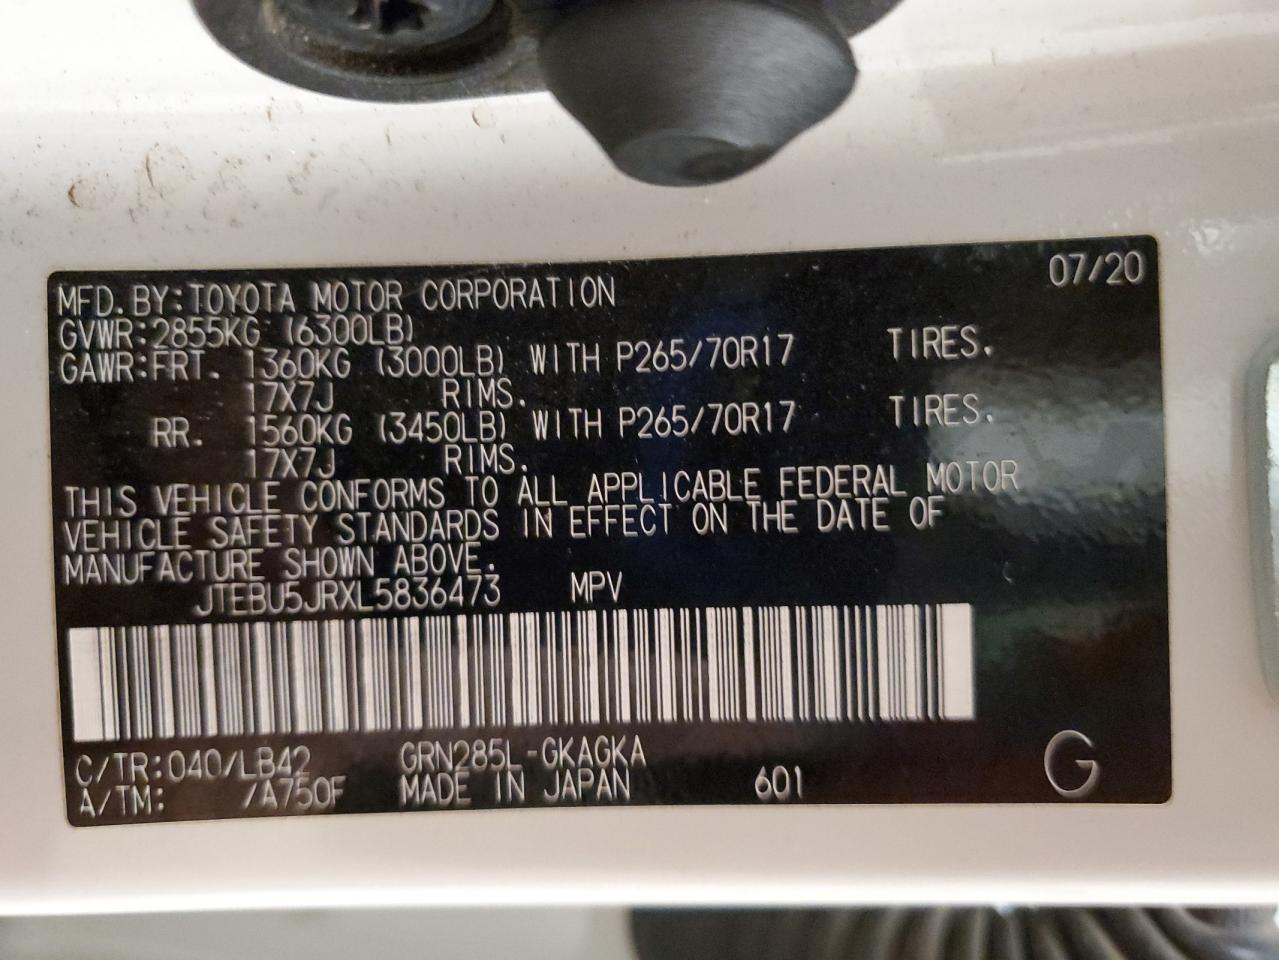 07/20
MFD. BY:TOYOTA MOTOR CORPORATION
GVWR:2855KG (6300LB)
GAWR:FRT. 1360KG (3000LB) WITH P265/70R17 TIRES.
17X7J RIMS.
RR. 1560KG (3450LB) WITH P265/70R17 TIRES.
17X7J RIMS.
THIS VEHICLE CONFORMS TO ALL APPLICABLE FEDERAL MOTOR
VEHICLE SAFETY STANDARDS IN EFFECT ON THE DATE OF
MANUFACTURE SHOWN ABOVE.
JTEBU5JRXL5836473 MPV
C/TR:040/LB42 GRN285L-GKAGKA
A/TM: /A750F MADE IN JAPAN 601
G